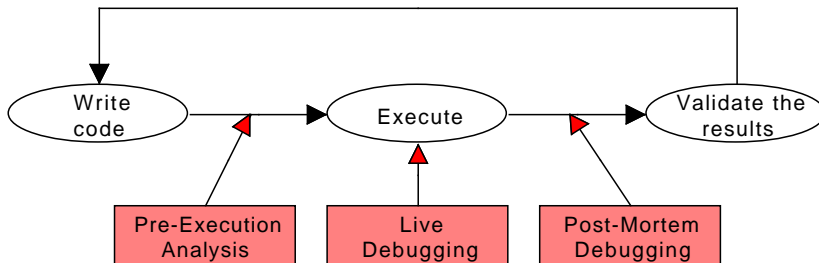 Write
code
Execute
Validate the
results
Pre-Execution
Analysis
Live
Debugging
Post-Mortem
Debugging